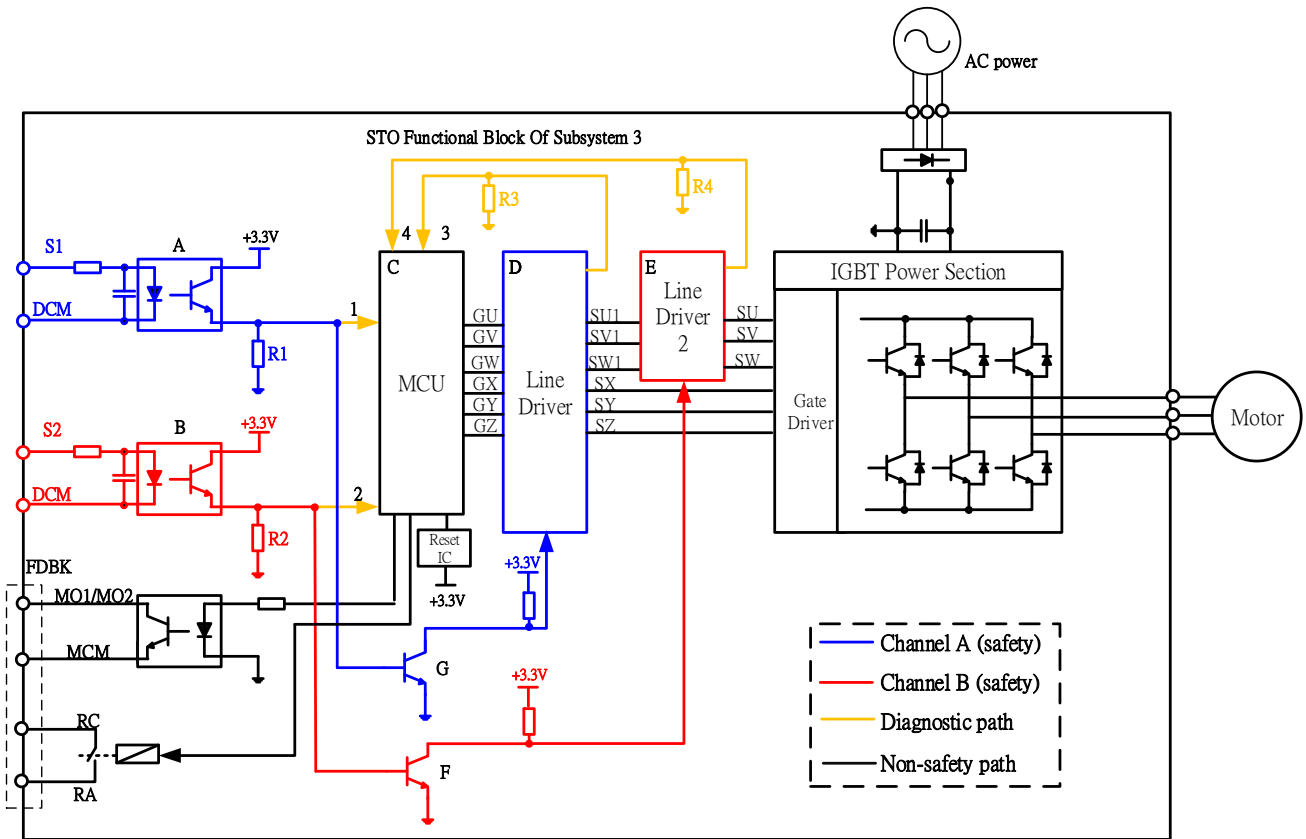 AC power
STO Functional Block Of Subsystem 3
R4
R3
S1
A
+3.3V
4
3
C
D
E
IGBT Power Section
DCM
1
R1
MCU
GU
GV
GW
GX
GY
GZ
Line
Driver
SU1
SV1
SW1
SX
SY
SZ
Line
Driver
2
SU
SV
SW
Gate
Driver
Motor
S2
B
+3.3V
DCM
2
R2
Reset
IC
+3.3V
+3.3V
FDBK
MO1/MO2
MCM
G
+3.3V
RC
RA
F
Channel A (safety)
Channel B (safety)
Diagnostic path
Non-safety path